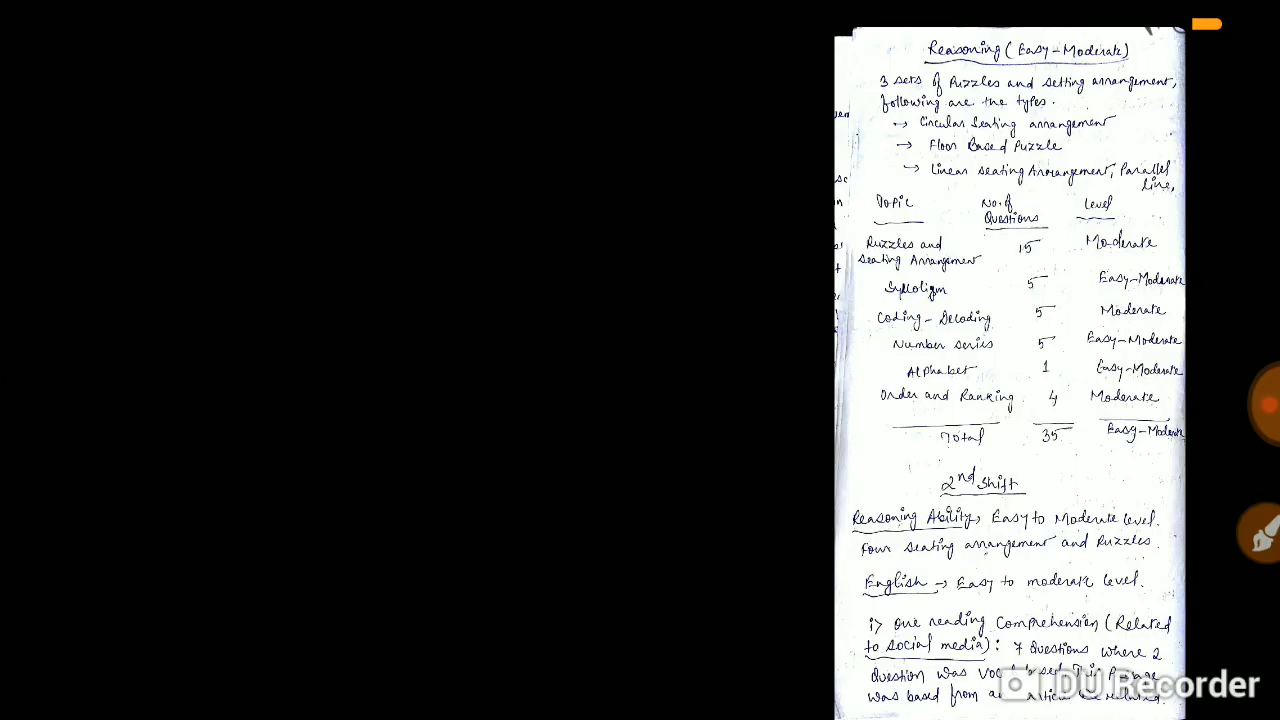 Reasoning (Easy-Moderate)
3 sets of Puzzles and setting arrangement,
following are the types.
→ Circular Seating arrangement
→ Floor Based Puzzle
→ Linear seating Arrangement, Parallel
line,
Topic No. of Questions Level
Puzzles and Seating Arrangement 15 Moderate
5 Easy-Moderate
Coding-Decoding 5 Moderate
Number series 5 Easy-Moderate
Alphabet 1 Easy-Moderate
Order and Ranking 4 Moderate
Total 35 Easy-Moderate
2nd Shift
Reasoning Ability → Easy to Moderate level.
Four seating arrangement and Puzzles.
English → Easy to moderate level.
i> One reading Comprehension (Related
to social media): 7 Questions where 2
Question was
was based from
DU Recorder